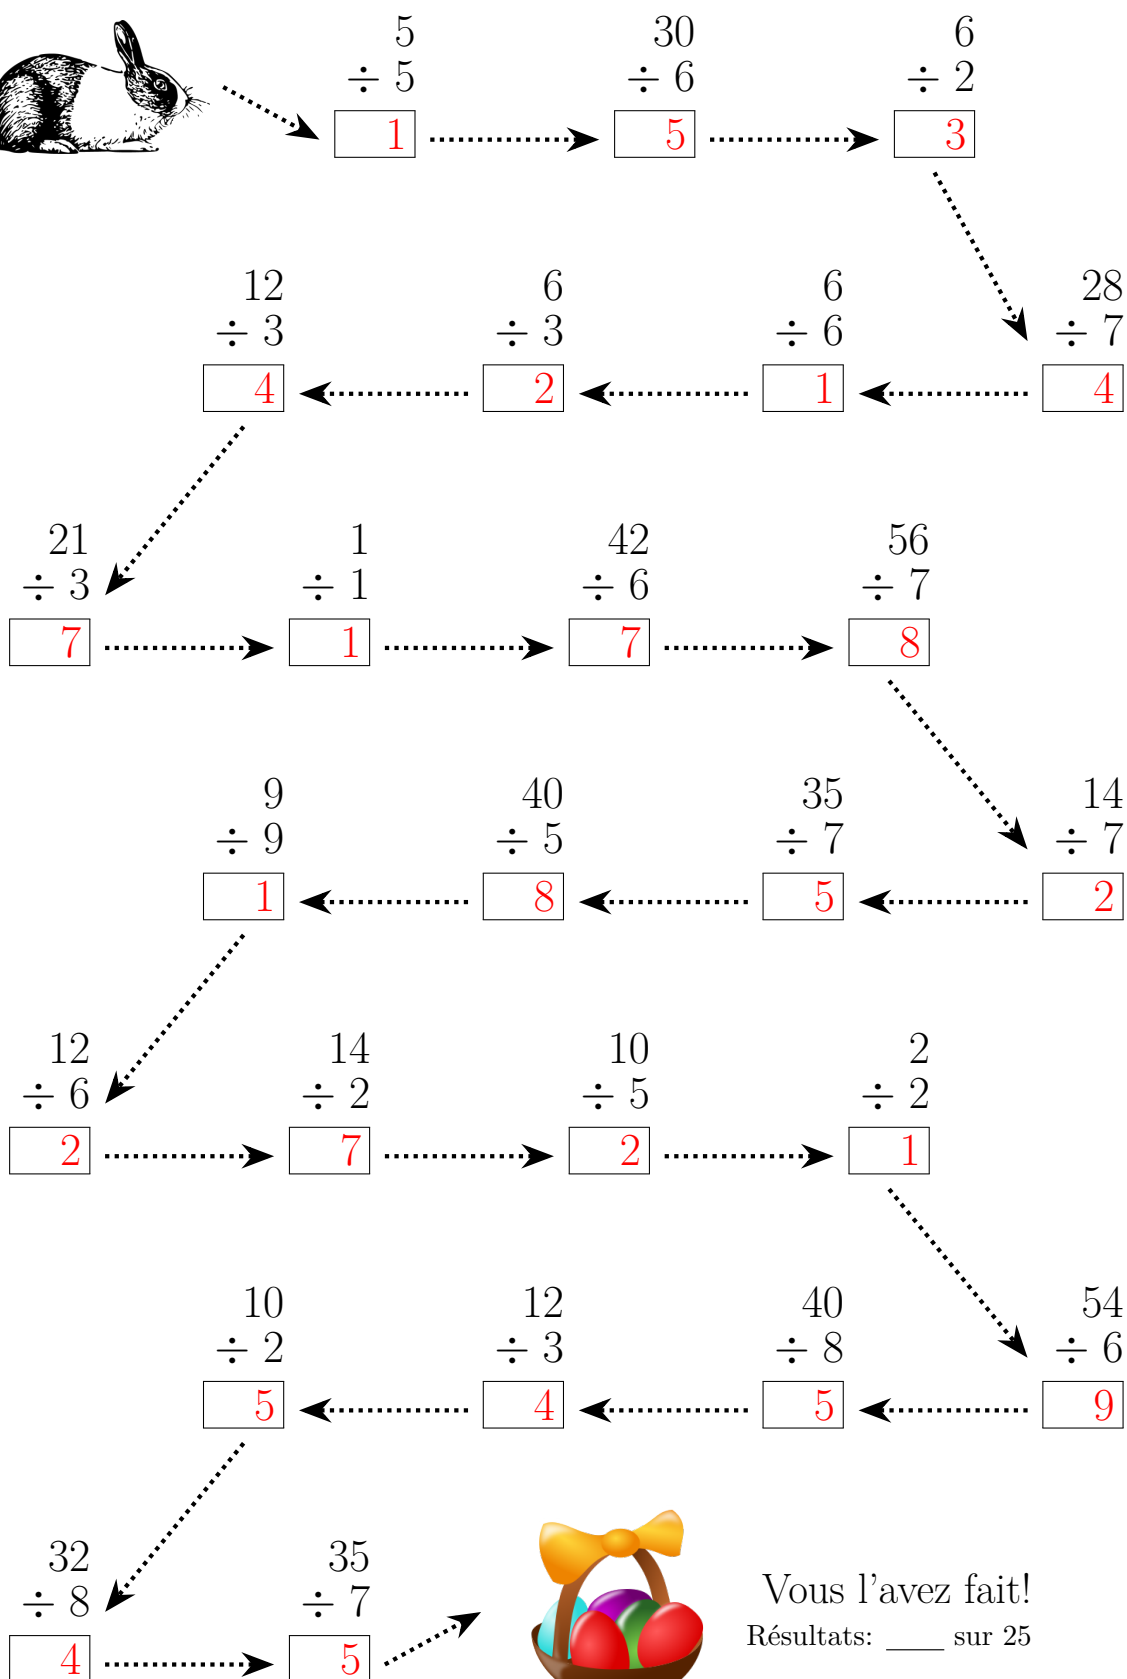 5 30 6
÷ 5 ÷ 6 ÷ 2
1 5 3
12 6 6 28
÷ 3 ÷ 3 ÷ 6 ÷ 7
4 2 1 4
21 1 42 56
÷ 3 ÷ 1 ÷ 6 ÷ 7
7 1 7 8
9 40 35 14
÷ 9 ÷ 5 ÷ 7 ÷ 7
1 8 5 2
12 14 10 2
÷ 6 ÷ 2 ÷ 5 ÷ 2
2 7 2 1
10 12 40 54
÷ 2 ÷ 3 ÷ 8 ÷ 6
5 4 5 9
32 35
÷ 8 ÷ 7
4 5
Vous l'avez fait!
Résultats: ____ sur 25